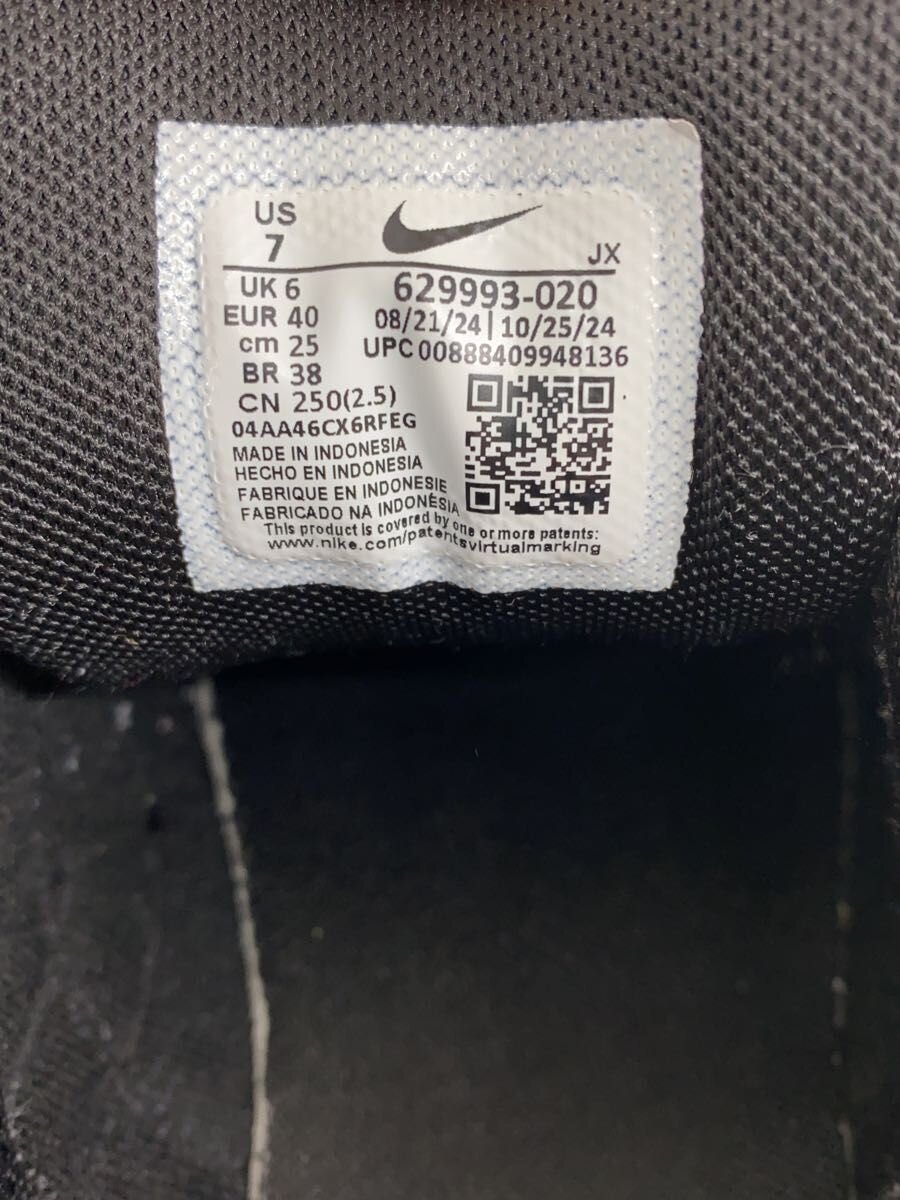 US
7
JX
UK 6
629993-020
EUR 40
08/21/24 | 10/25/24
cm 25
UPC 00888409948136
BR 38
CN 250(2.5)
04AA46CX6RFEG
MADE IN INDONESIA
HECHO EN INDONESIA
FABRIQUE EN INDONESIE
FABRICADO NA INDONÉSIA
This product is covered by one or more patents:
www.nike.com/patentsvirtualmarking